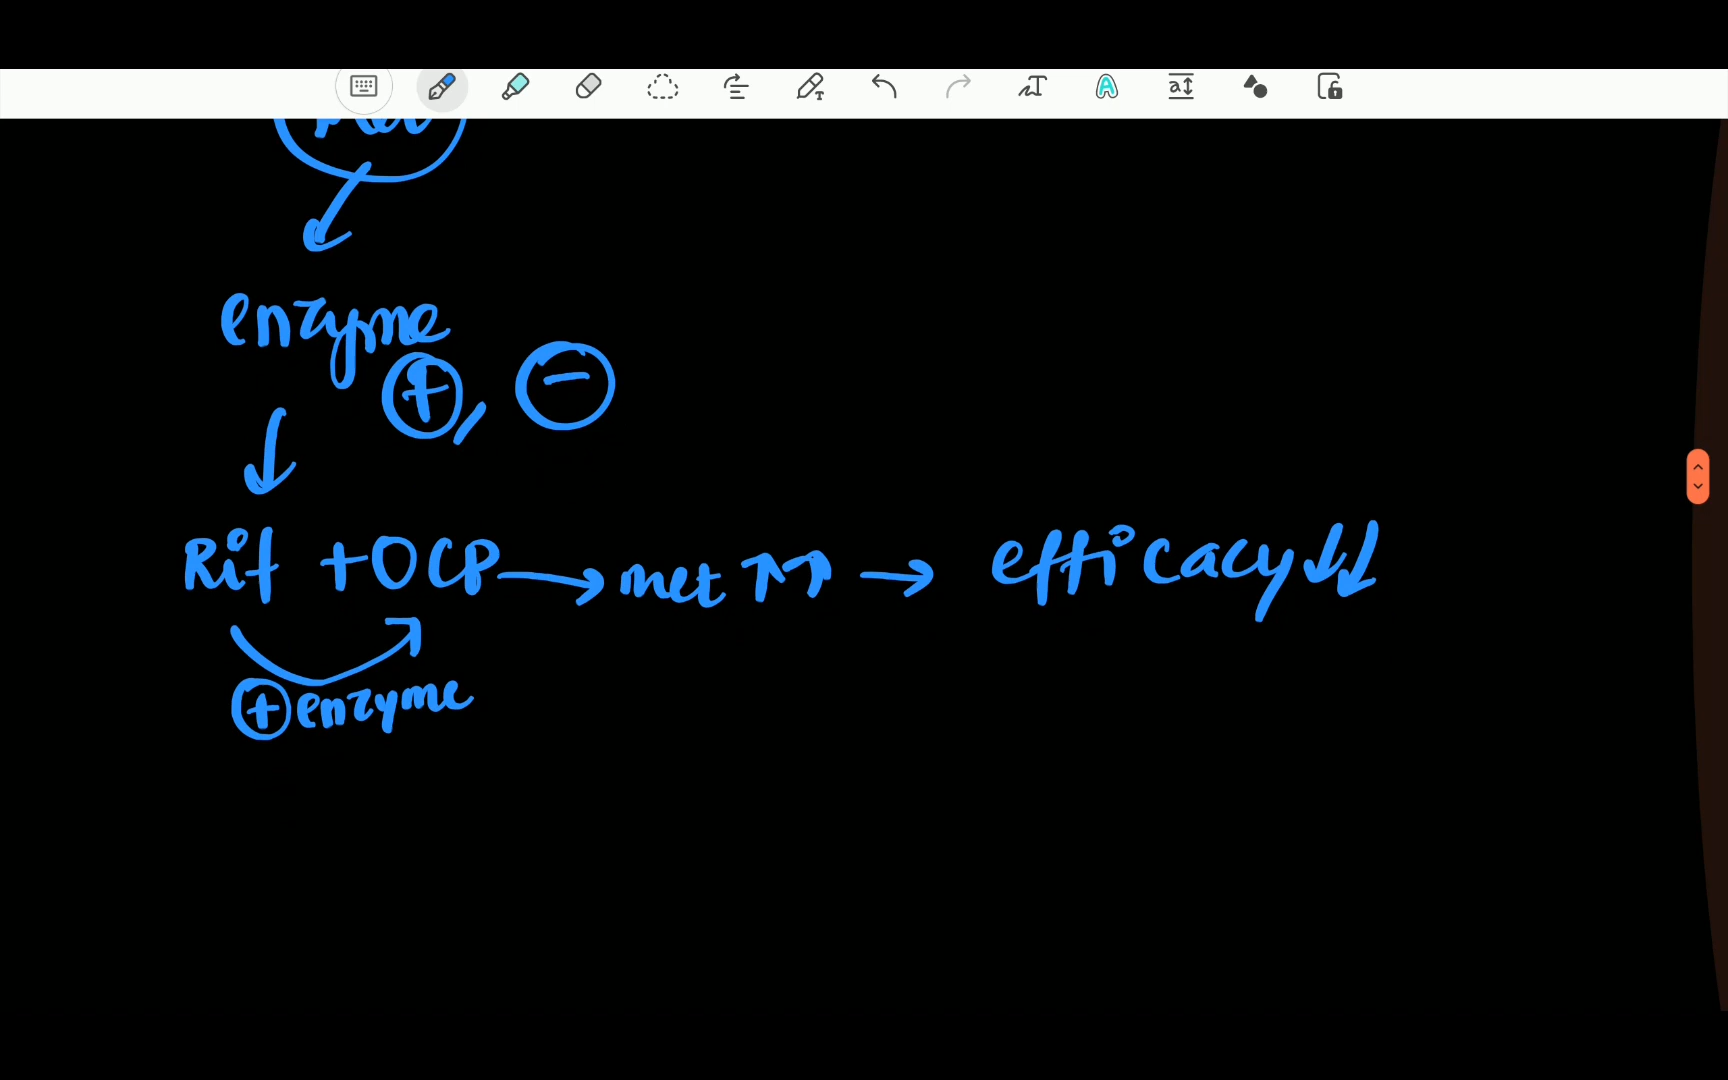 enzyme
⊕, ⊖
Rif + OCP → met ↑↑ → efficacy ↓↓
⊕ enzyme